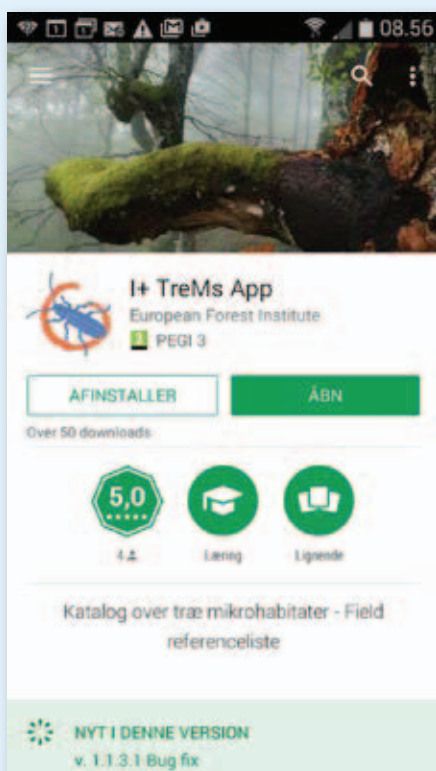 08.56
I+ TreMs App
European Forest Institute
3 PEGI 3
AFINSTALLER
ÅBN
Over 50 downloads
5,0
4
Læring
Lignende
Katalog over træ mikrohabitater - Field
referenceliste
NYT I DENNE VERSION
v. 1.1.3.1 Bug fix